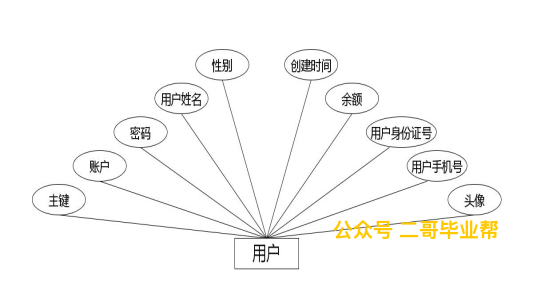 性别
创建时间
用户姓名
余额
密码
用户身份证号
账户
用户手机号
主键
头像
公众号 二哥毕业帮
用户